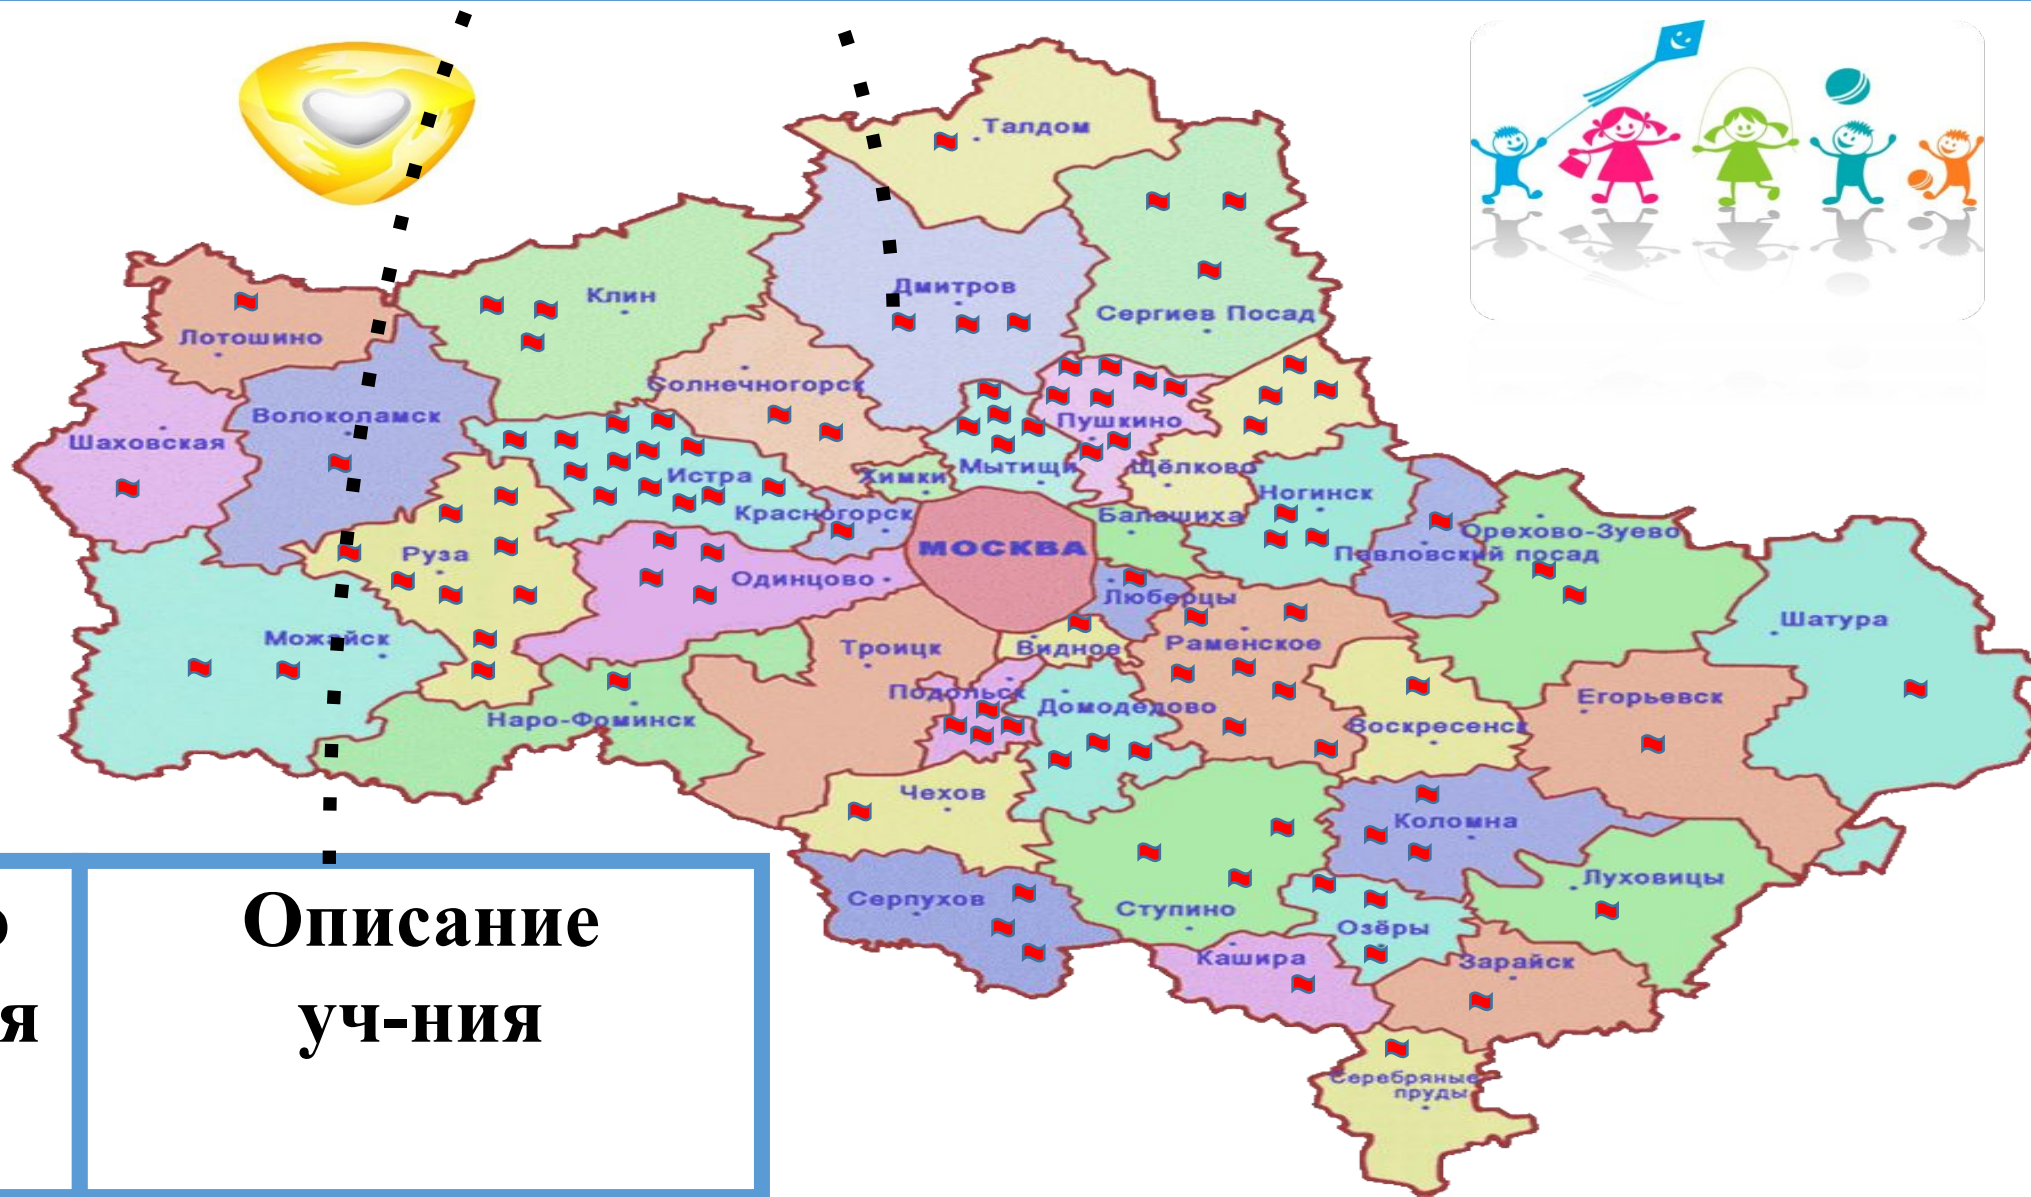 Талдом
Дмитров
Клин
Сергиев Посад
Лотошино
Солнечногорск
Волоколамск
Пушкино
Шаховская
Мытищи
Щёлково
Истра
Химки
Ногинск
Красногорск
Балашиха
Орехово-Зуево
МОСКВА
Павловский посад
Руза
Одинцово
Люберцы
Шатура
Можайск
Троицк
Видное
Раменское
Подольск
Домодедово
Егорьевск
Наро-Фоминск
Воскресенск
Чехов
Коломна
Луховицы
Серпухов
Ступино
Озёры
Кашира
Зарайск
Серебряные
пруды
о
я
Описание
уч-ния